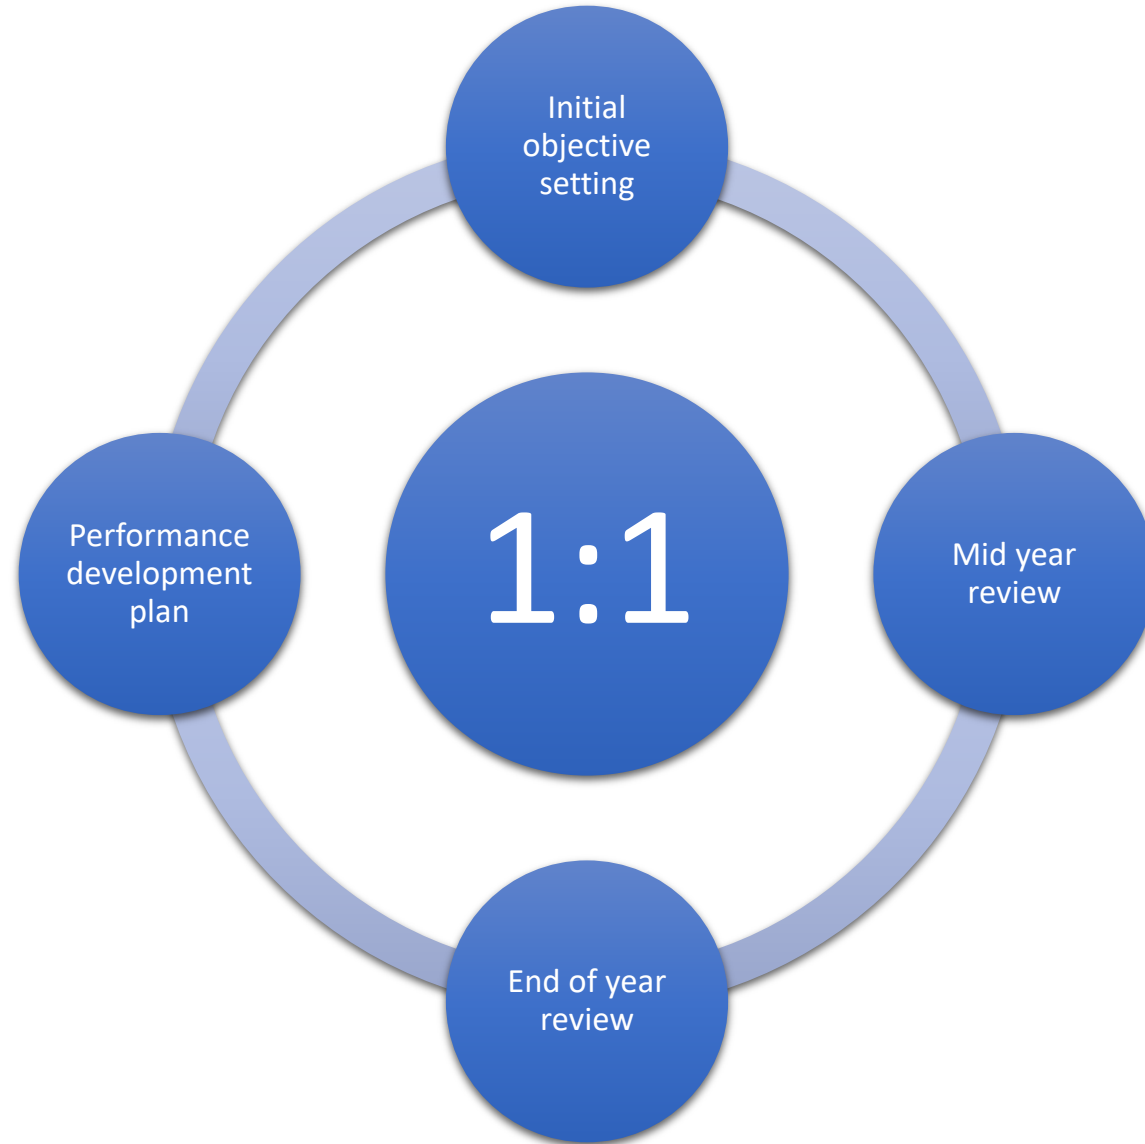 Initial
objective
setting
Performance
development
plan
1:1
Mid year
review
End of year
review